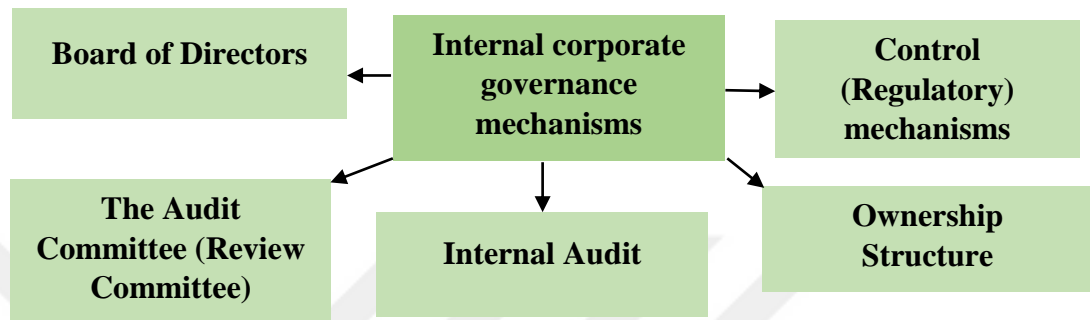 Board of Directors
Internal corporate
governance
mechanisms
Control
(Regulatory)
mechanisms
The Audit
Committee (Review
Committee)
Internal Audit
Ownership
Structure